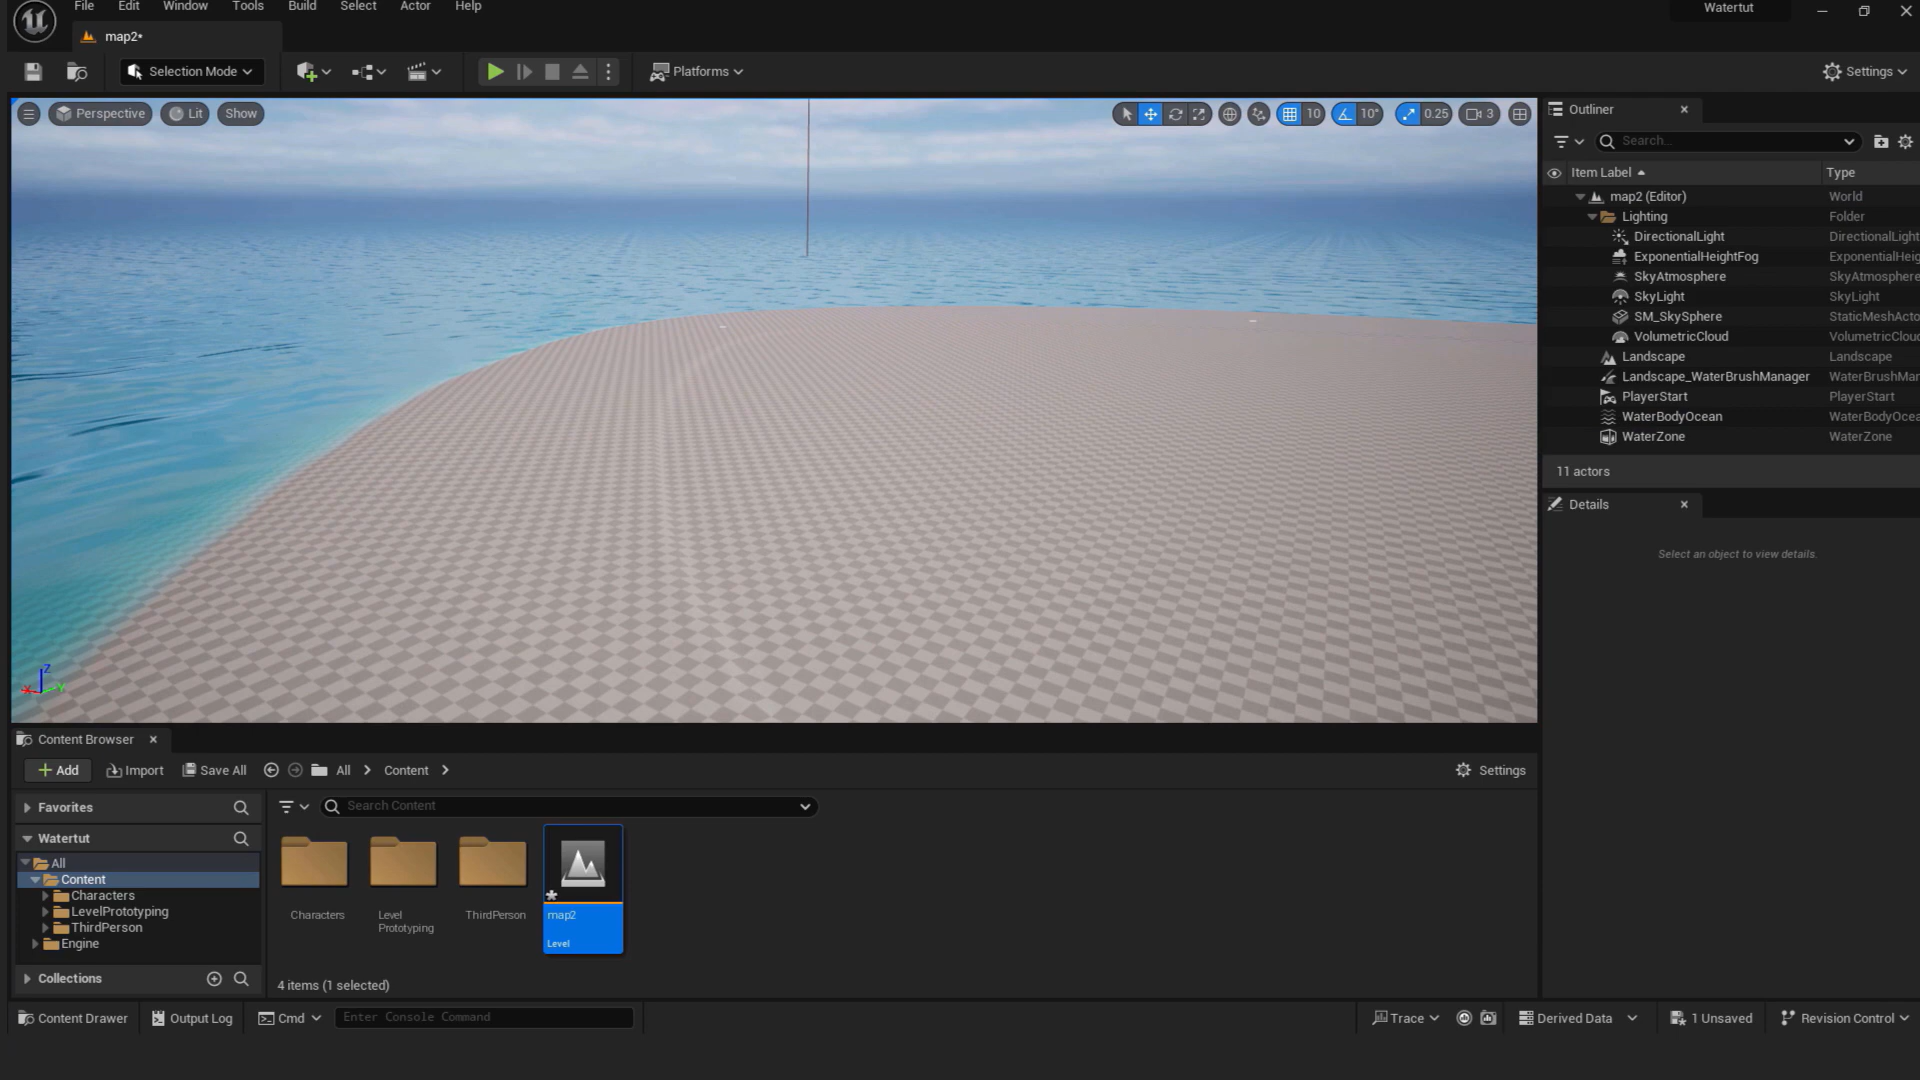 File Edit Window Tools Build Select Actor Help
Watertut
map2*
Selection Mode
Platforms
Settings
Perspective
Lit
Show
10
10°
0.25
3
Outliner
Search...
Item Label
Type
map2 (Editor)
World
Lighting
Folder
DirectionalLight
DirectionalLight
ExponentialHeightFog
ExponentialHeig
SkyAtmosphere
SkyAtmosphere
SkyLight
SkyLight
SM_SkySphere
StaticMeshActo
VolumetricCloud
VolumetricCloud
Landscape
Landscape
Landscape_WaterBrushManager
WaterBrushMan
PlayerStart
PlayerStart
WaterBodyOcean
WaterBodyOcea
WaterZone
WaterZone
11 actors
Details
Select an object to view details.
Z
X
Y
Content Browser
Add
Import
Save All
All
Content
Settings
Favorites
Search Content
Watertut
All
Content
Characters
LevelPrototyping
ThirdPerson
Engine
Collections
Characters
Level
Prototyping
ThirdPerson
map2
Level
4 items (1 selected)
Content Drawer
Output Log
Cmd
Enter Console Command
Trace
Derived Data
1 Unsaved
Revision Control